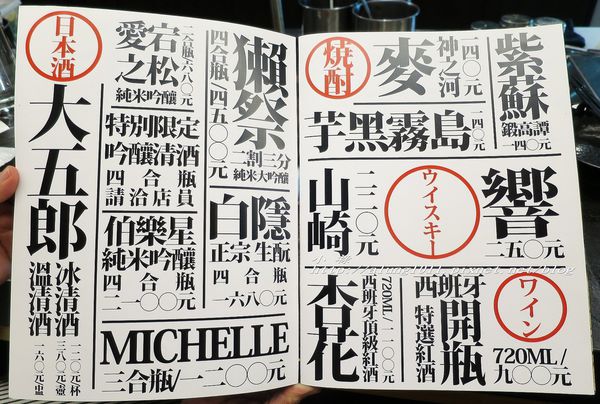 日本酒
大五郎
冰清酒
一二〇元杯
三八〇元壺
溫清酒
一六〇元壺
宕松
愛之
純米吟釀
一合瓶一六八〇元
獺祭
二割三分
純米大吟釀
四合瓶一四五〇〇元
特別限定
吟釀清酒
四合瓶
請洽店員
伯樂星
純米吟釀
四合瓶
二一〇〇元
白隱
正宗生酛
四合瓶
一六八〇元
MICHELLE
三合瓶/一二〇〇元
燒酎
麥
神之河
一四〇元
紫蘇
鍛高譚
一四〇元
芋黑霧島
一四〇元
ウイスキー
山崎
二二〇元
響
二五〇元
ワイン
杏花
西班牙頂級紅酒
720ML/一二〇〇元
開瓶
西班牙
特選紅酒
720ML/
九〇〇元